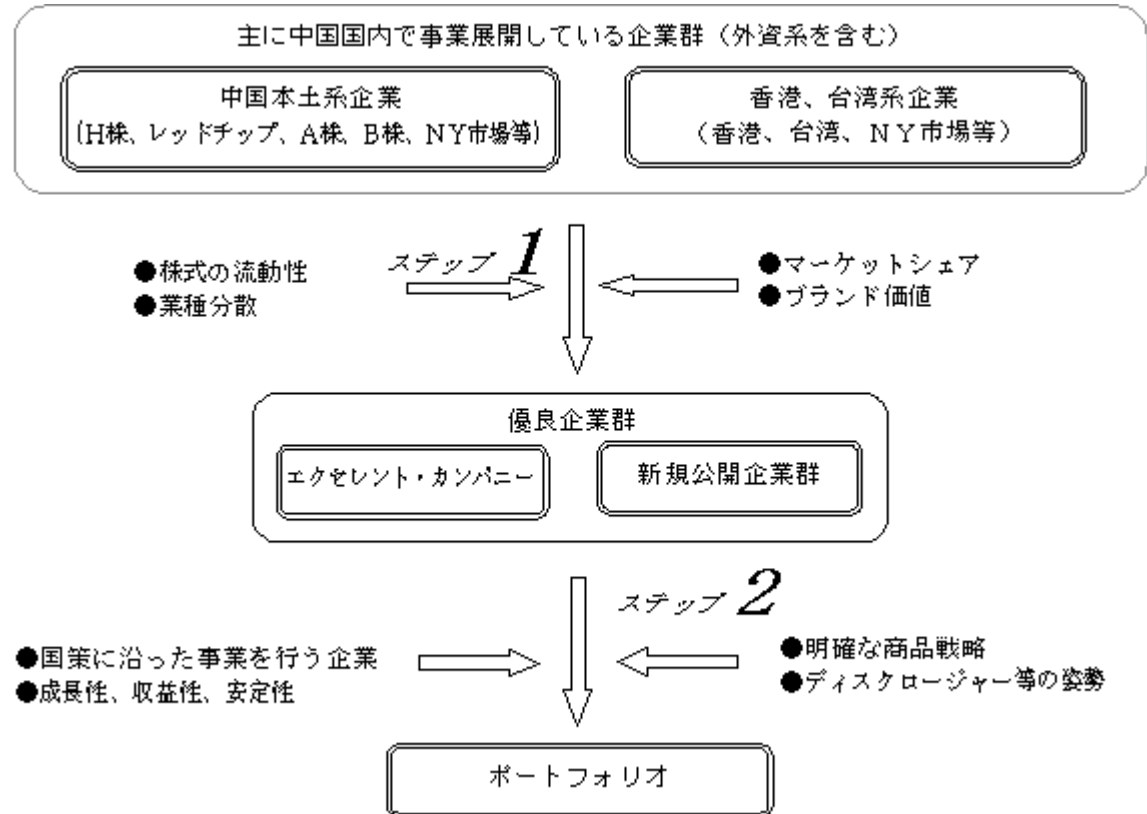 主に中国国内で事業展開している企業群（外資系を含む）
中国本土系企業
(H株、レッドチップ、A株、B株、NY市場等)
香港、台湾系企業
（香港、台湾、ＮＹ市場等）
ステップ 1
●株式の流動性
●業種分散
●マーケットシェア
●ブランド価値
優良企業群
エクセレント・カンパニー
新規公開企業群
ステップ 2
●国策に沿った事業を行う企業
●成長性、収益性、安定性
●明確な商品戦略
●ディスクロージャー等の姿勢
ポートフォリオ